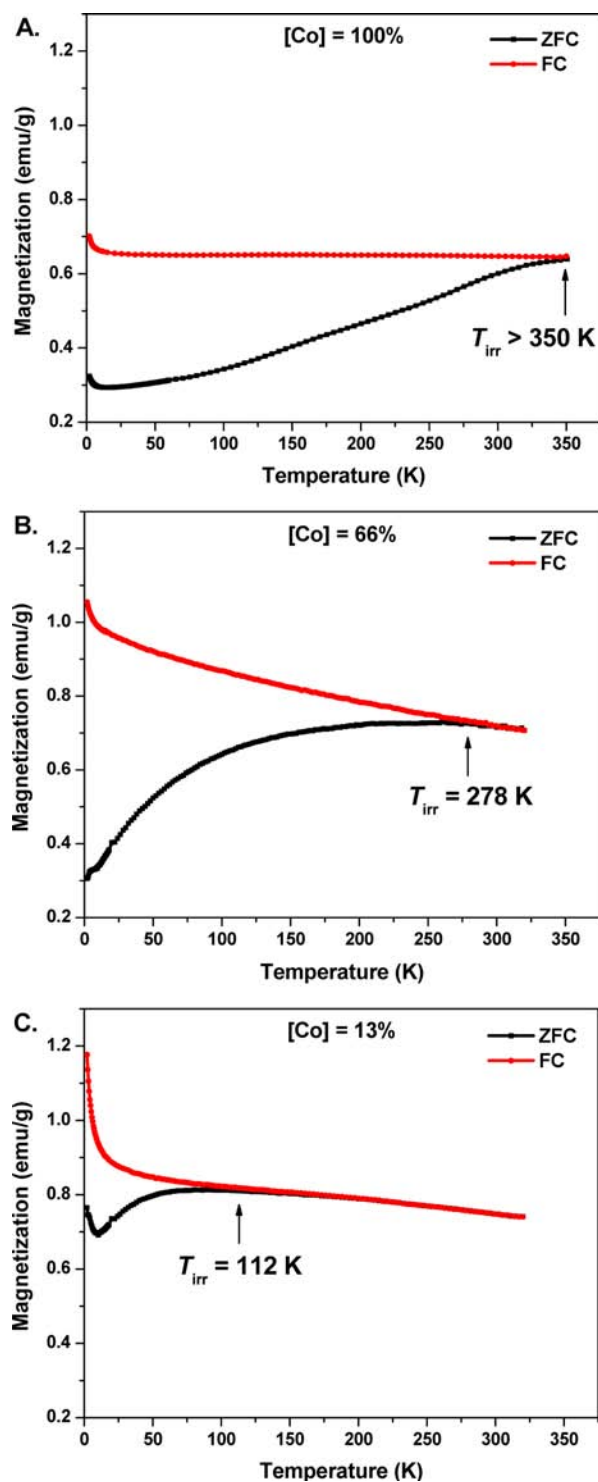 A.
[Co] = 100%
ZFC
FC
Magnetization (emu/g)
1.2
1.0
0.8
0.6
0.4
0.2
T_irr > 350 K
0 50 100 150 200 250 300 350
Temperature (K)
B.
[Co] = 66%
ZFC
FC
Magnetization (emu/g)
1.2
1.0
0.8
0.6
0.4
0.2
T_irr = 278 K
0 50 100 150 200 250 300 350
Temperature (K)
C.
[Co] = 13%
ZFC
FC
Magnetization (emu/g)
1.2
1.0
0.8
0.6
0.4
0.2
T_irr = 112 K
0 50 100 150 200 250 300 350
Temperature (K)